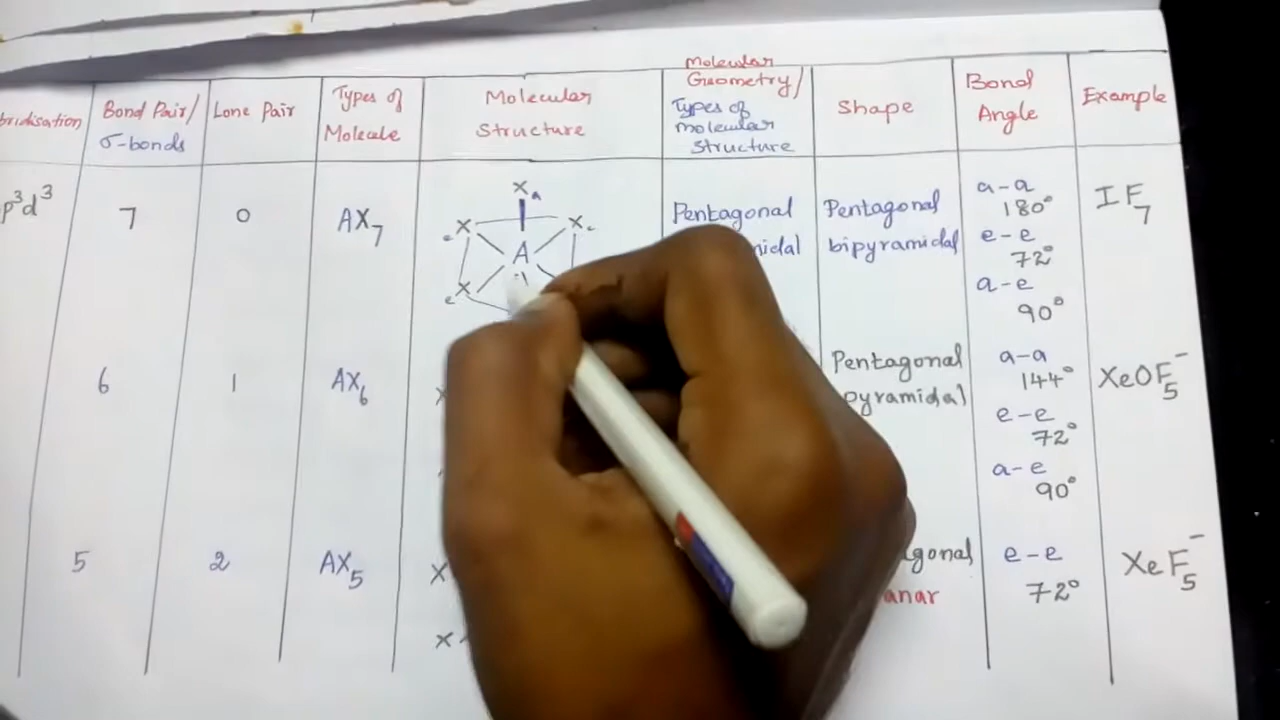 bridisation
Bond Pair/
σ-bonds
Lone Pair
Types of
Molecule
Molecular
Structure
Molecular
Geometry/
Types of
molecular
Structure
Shape
Bond
Angle
Example
p³d³
7
0
AX₇
X a
X e
X e
A
e X
Pentagonal
Pentagonal
bipyramidal
a-a
180°
e-e
72°
a-e
90°
IF₇
6
1
AX₆
X
Pentagonal
pyramidal
a-a
144°
e-e
72°
a-e
90°
XeOF₅⁻
5
2
AX₅
X
X
e-e
72°
XeF₅⁻